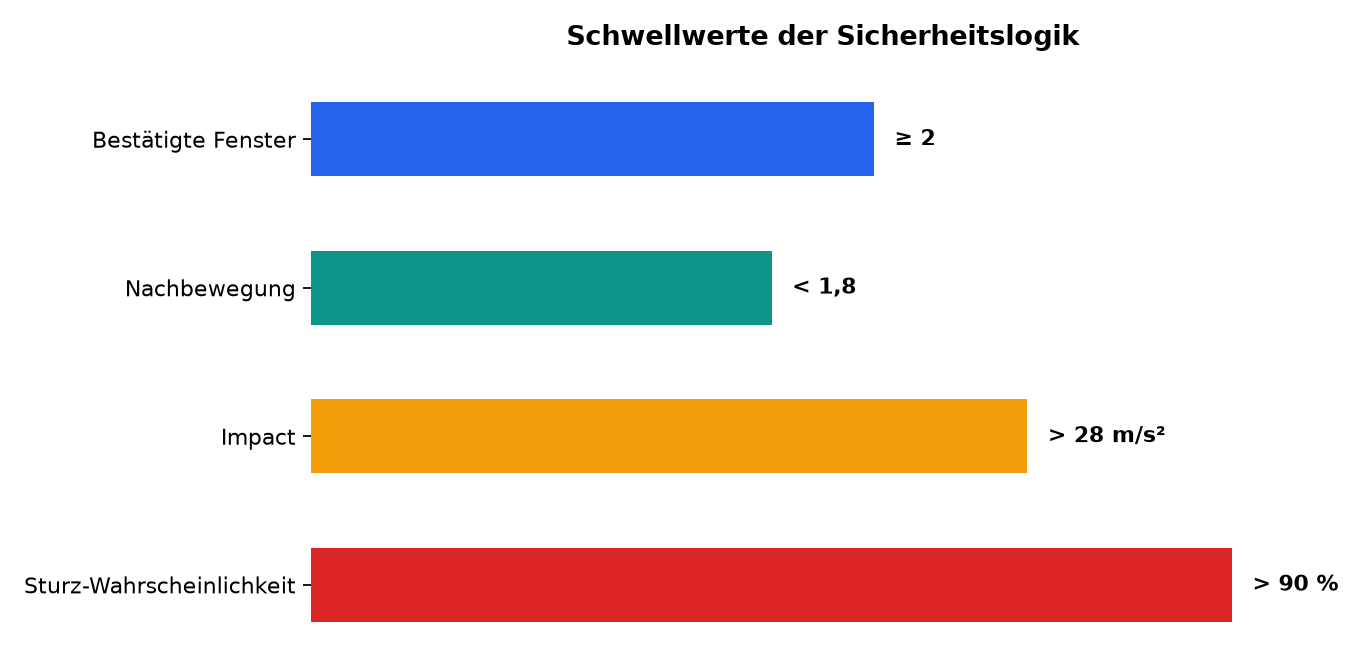 Schwellwerte der Sicherheitslogik
Bestätigte Fenster
≥ 2
Nachbewegung
< 1,8
Impact
> 28 m/s²
Sturz-Wahrscheinlichkeit
> 90 %